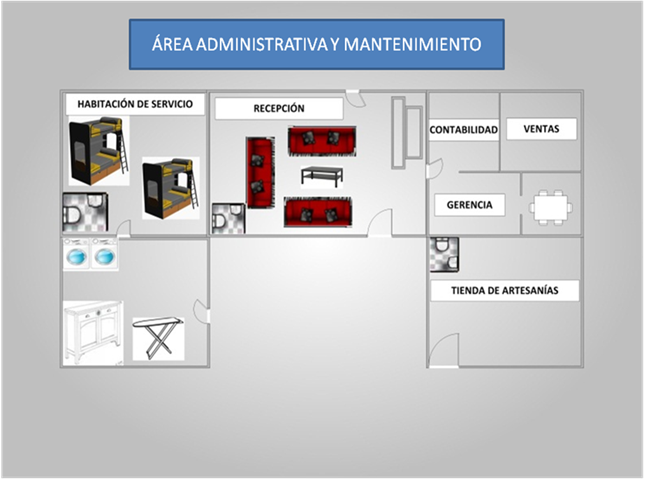 ÁREA ADMINISTRATIVA Y MANTENIMIENTO
HABITACIÓN DE SERVICIO
RECEPCIÓN
CONTABILIDAD
VENTAS
GERENCIA
TIENDA DE ARTESANÍAS